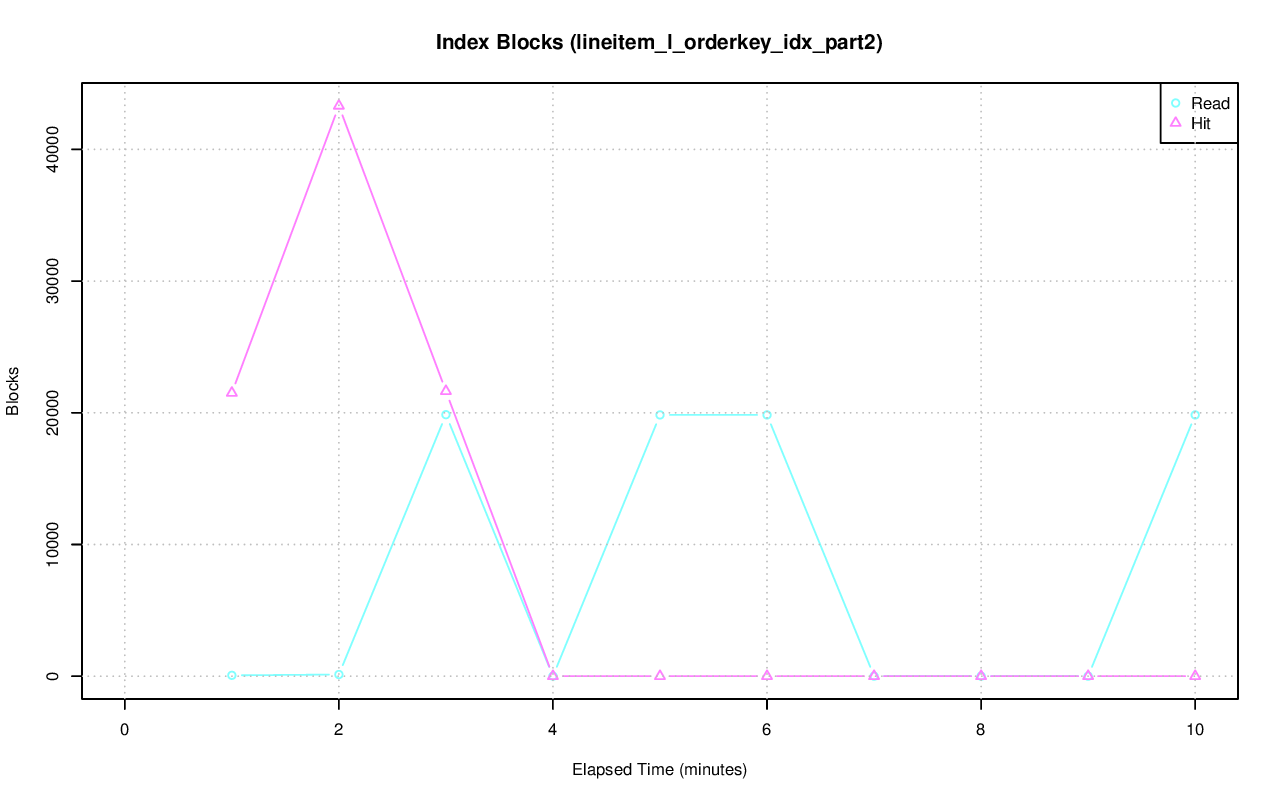 Index Blocks (lineitem_l_orderkey_idx_part2)
Read
Hit
40000
30000
20000
10000
0
Blocks
0 2 4 6 8 10
Elapsed Time (minutes)